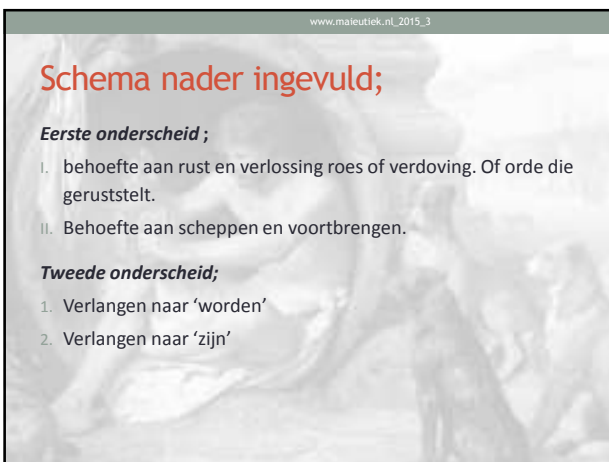 www.maieutiek.nl_2015_3
Schema nader ingevuld;
Eerste onderscheid ;
I. behoefte aan rust en verlossing roes of verdoving. Of orde die
geruststelt.
II. Behoefte aan scheppen en voortbrengen.
Tweede onderscheid;
1. Verlangen naar ‘worden’
2. Verlangen naar ‘zijn’